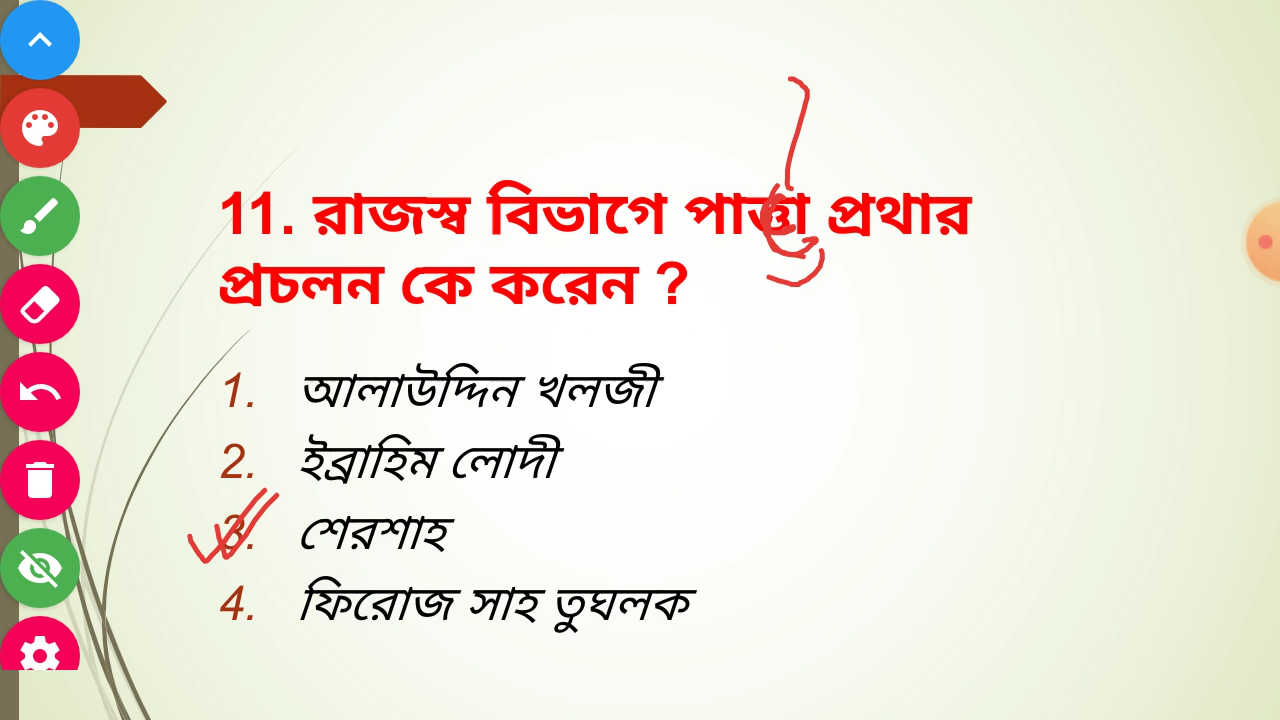 11. রাজস্ব বিভাগে পাত্তা প্রথার
প্রচলন কে করেন ?
1. আলাউদ্দিন খলজী
2. ইব্রাহিম লোদী
3. শেরশাহ
4. ফিরোজ সাহ তুঘলক